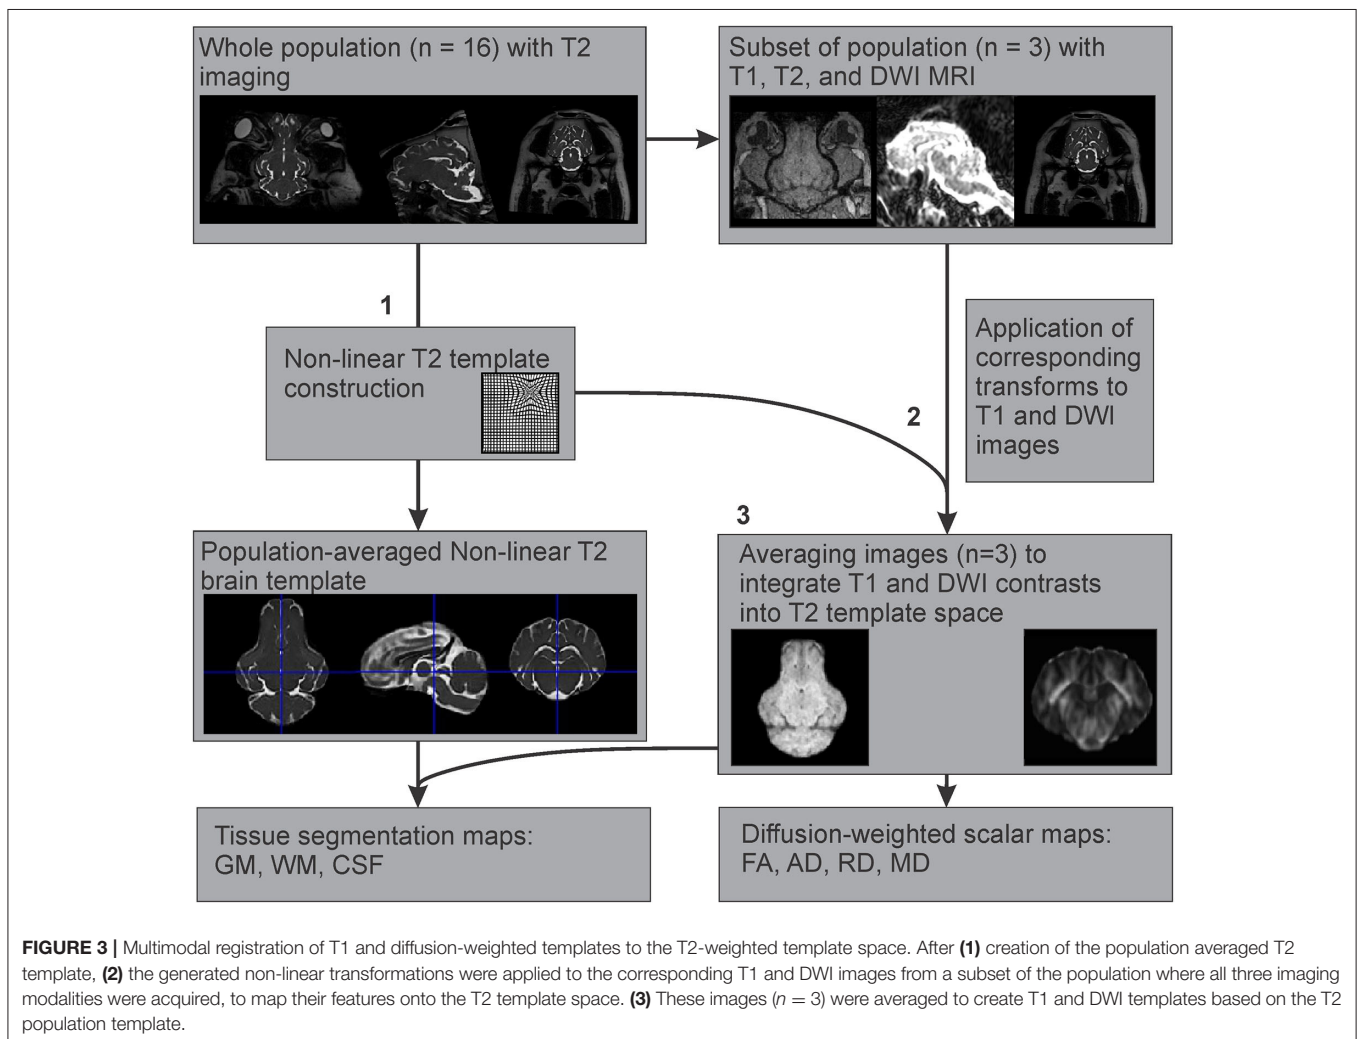 Whole population (n = 16) with T2
imaging
Subset of population (n = 3) with
T1, T2, and DWI MRI
1
Non-linear T2 template
construction
Application of
corresponding
transforms to
T1 and DWI
images
2
3
Population-averaged Non-linear T2
brain template
Averaging images (n=3) to
integrate T1 and DWI contrasts
into T2 template space
Tissue segmentation maps:
GM, WM, CSF
Diffusion-weighted scalar maps:
FA, AD, RD, MD
FIGURE 3 | Multimodal registration of T1 and diffusion-weighted templates to the T2-weighted template space. After (1) creation of the population averaged T2
template, (2) the generated non-linear transformations were applied to the corresponding T1 and DWI images from a subset of the population where all three imaging
modalities were acquired, to map their features onto the T2 template space. (3) These images (n = 3) were averaged to create T1 and DWI templates based on the T2
population template.